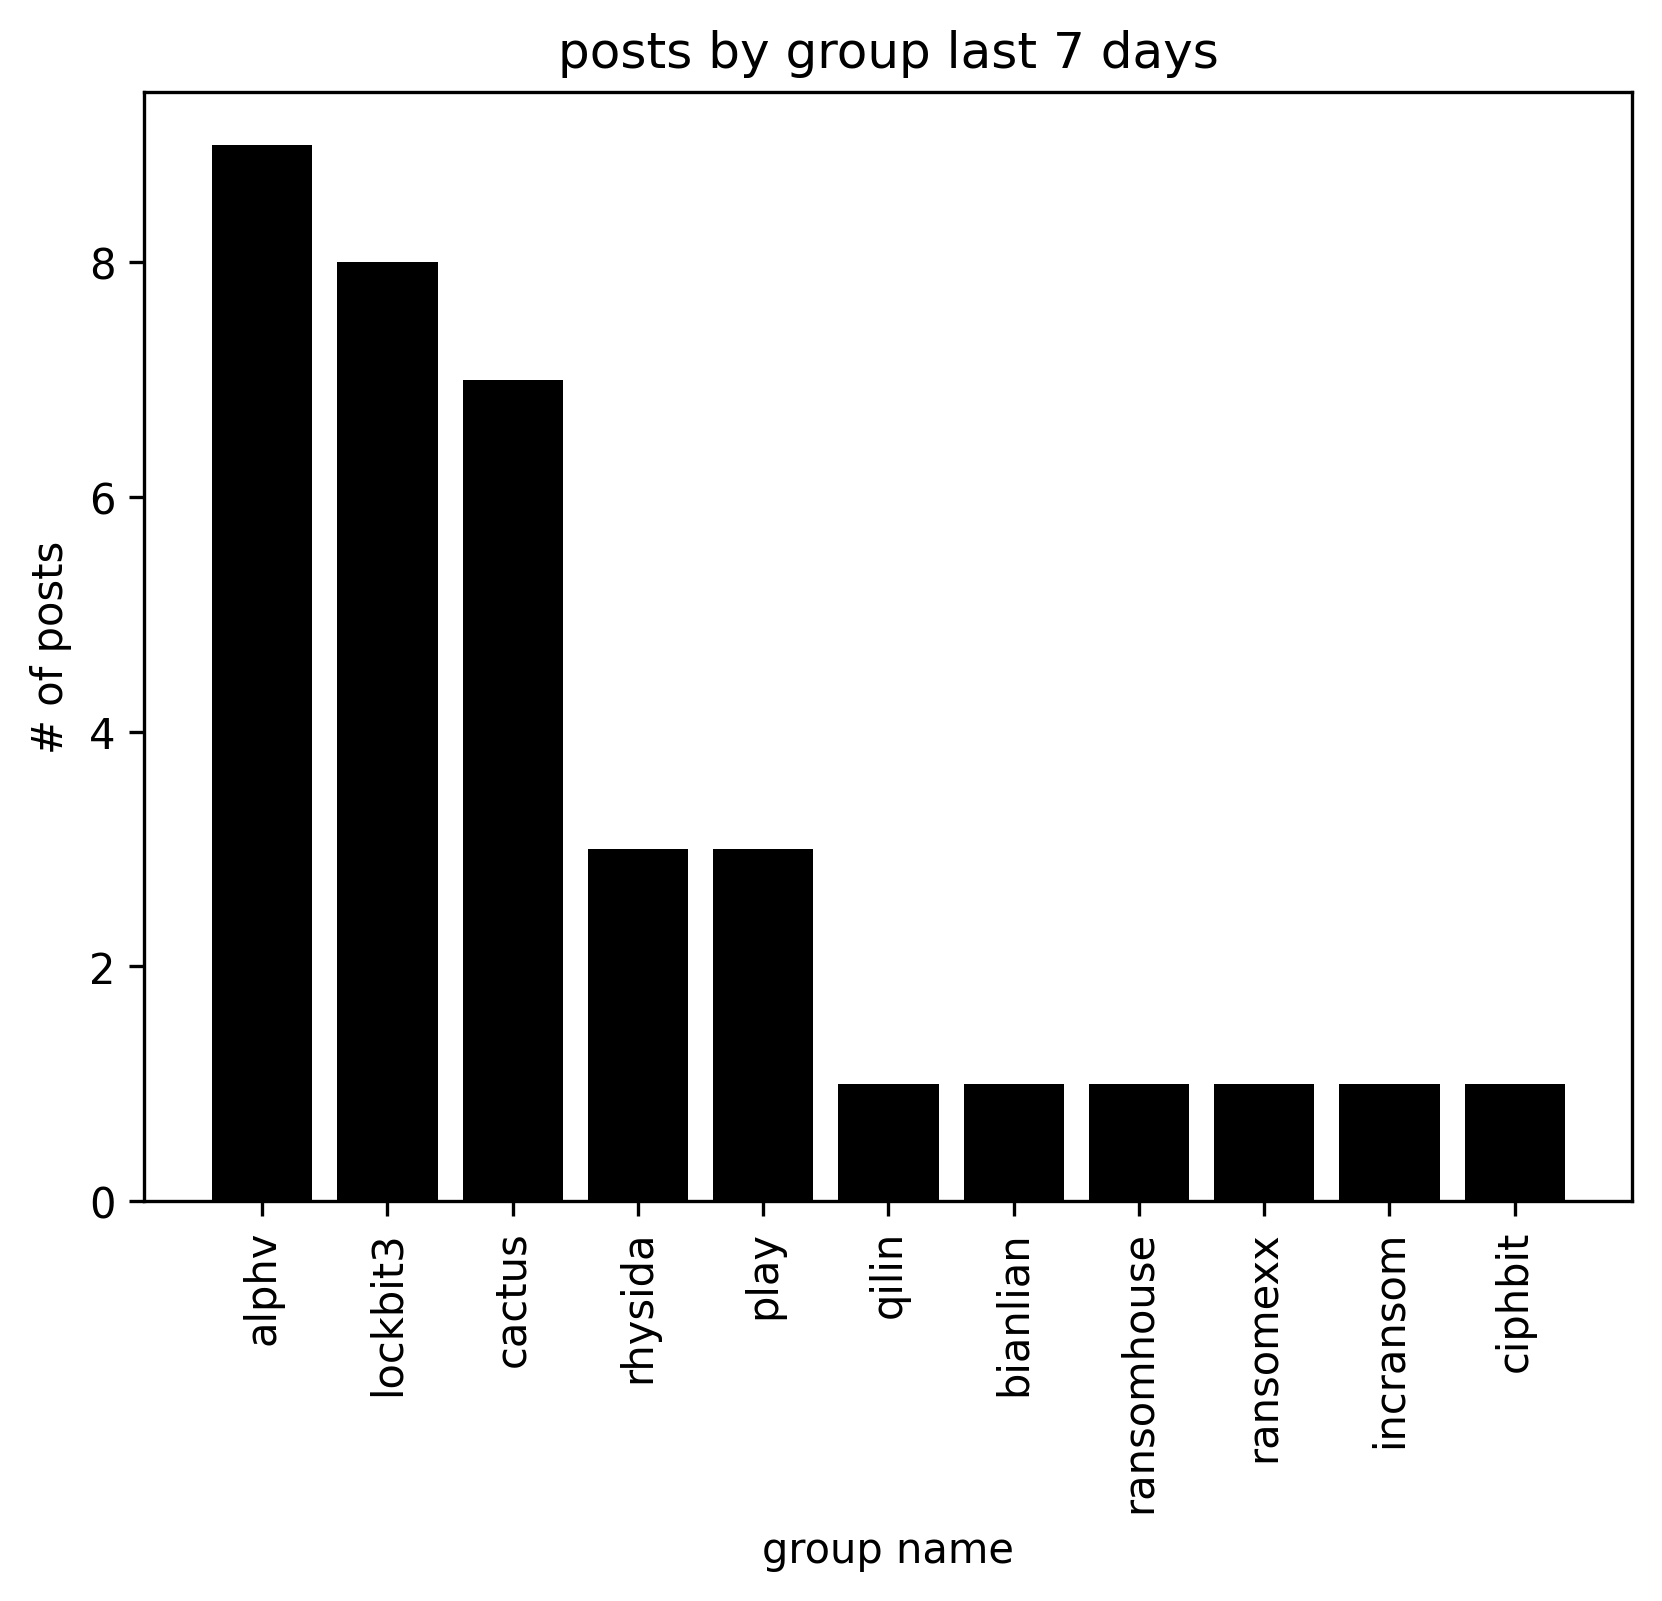 posts by group last 7 days
# of posts
8
6
4
2
0
alphv
lockbit3
cactus
rhysida
play
qilin
bianlian
ransomhouse
ransomexx
incransom
ciphbit
group name